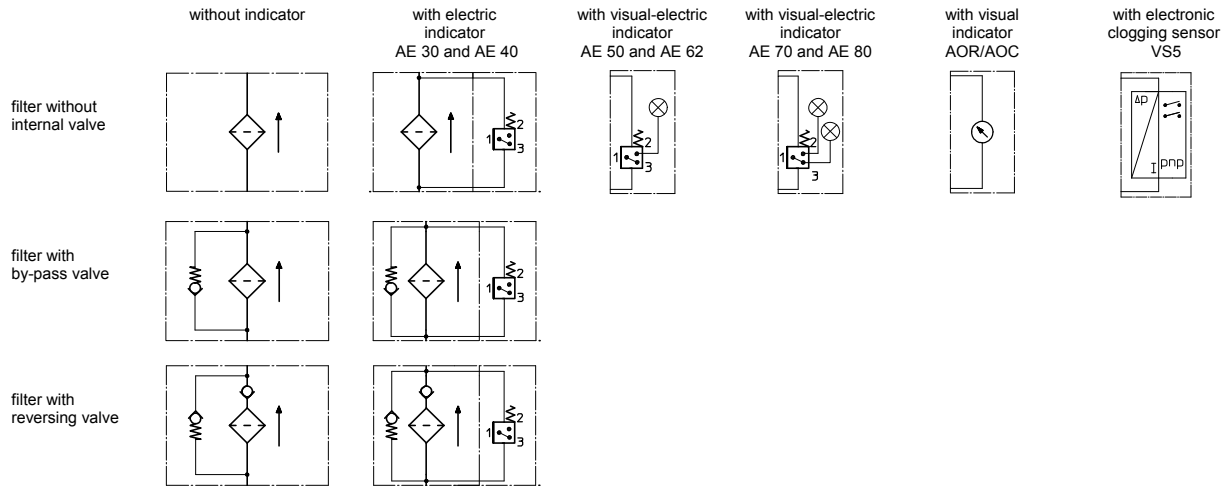 without indicator
with electric
indicator
AE 30 and AE 40
with visual-electric
indicator
AE 50 and AE 62
with visual-electric
indicator
AE 70 and AE 80
with visual
indicator
AOR/AOC
with electronic
clogging sensor
VS5
filter without
internal valve
1 2 3
1 2 3
1 2 3
Δp
I pnp
filter with
by-pass valve
1 2 3
filter with
reversing valve
1 2 3